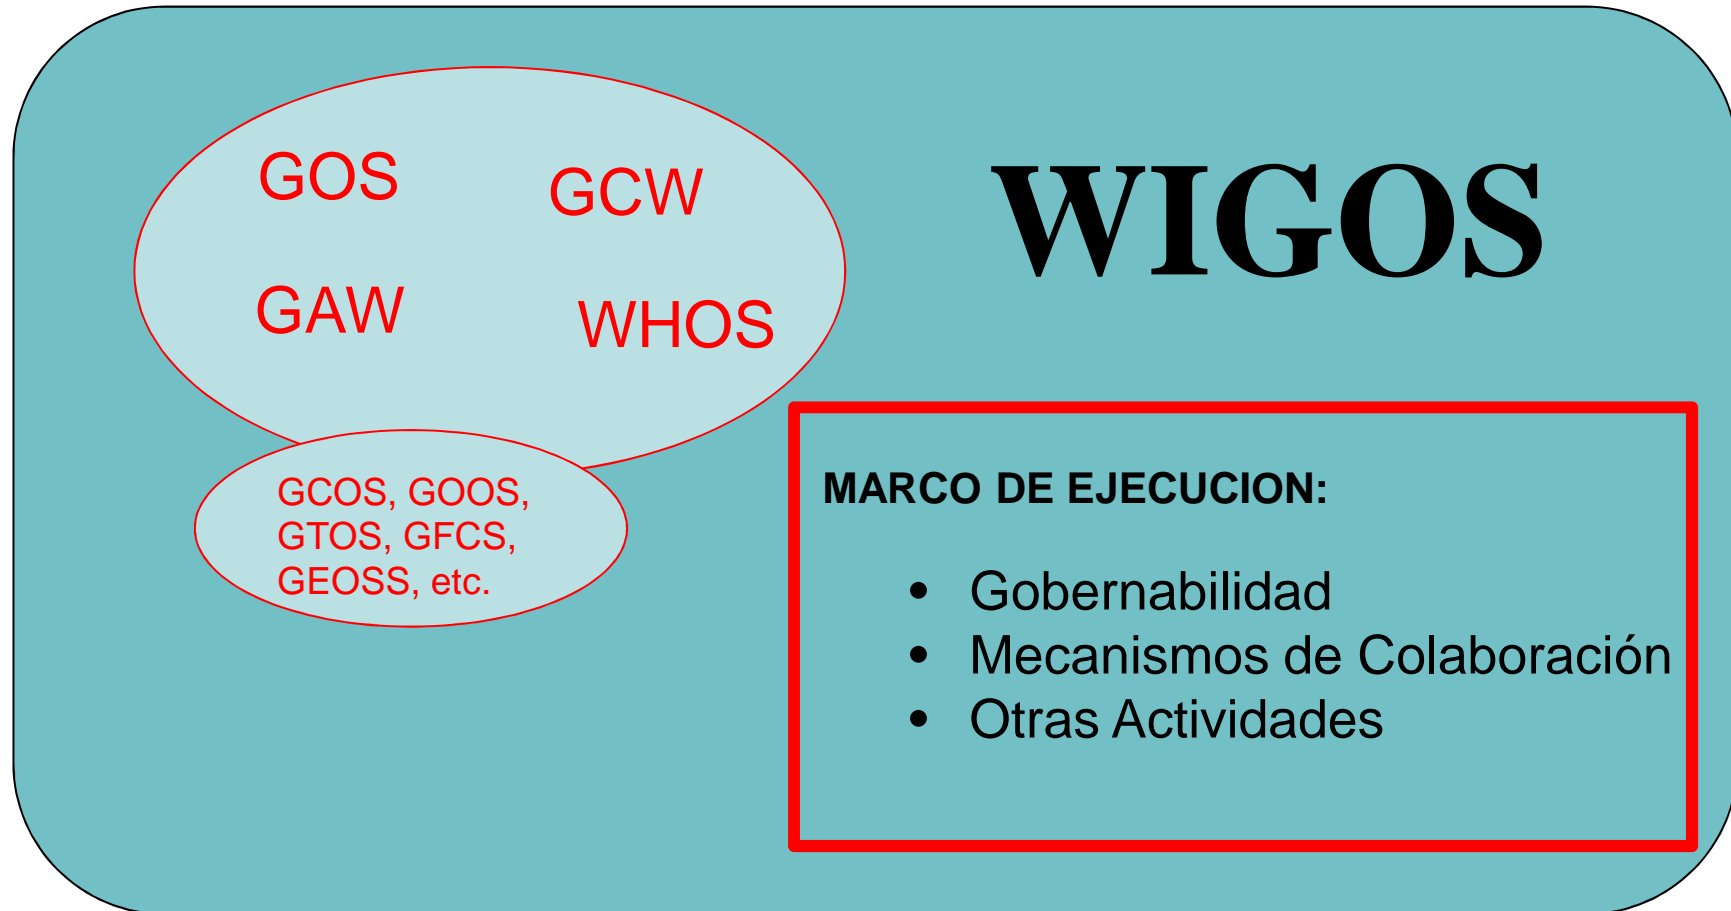 GOS
GCW
WIGOS
GAW
WHOS
GCOS, GOOS,
GTOS, GFCS,
GEOSS, etc.
MARCO DE EJECUCION:
• Gobernabilidad
• Mecanismos de Colaboración
• Otras Actividades